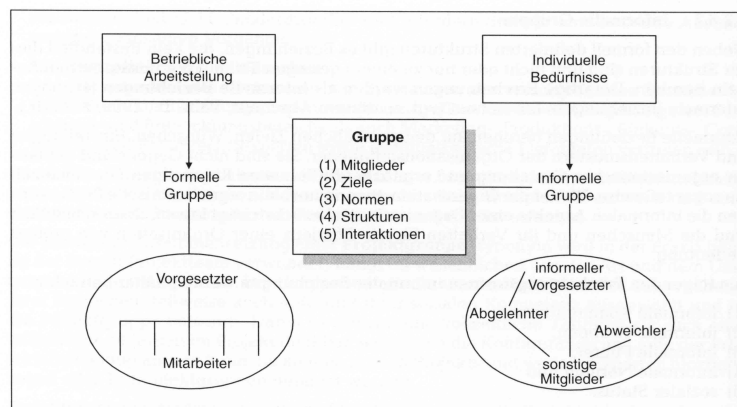 Betriebliche
Arbeitsteilung
Individuelle
Bedürfnisse
Gruppe
(1) Mitglieder
(2) Ziele
(3) Normen
(4) Strukturen
(5) Interaktionen
Formelle
Gruppe
Informelle
Gruppe
Vorgesetzter
Mitarbeiter
informeller
Vorgesetzter
Abgelehnter
Abweichler
sonstige
Mitglieder